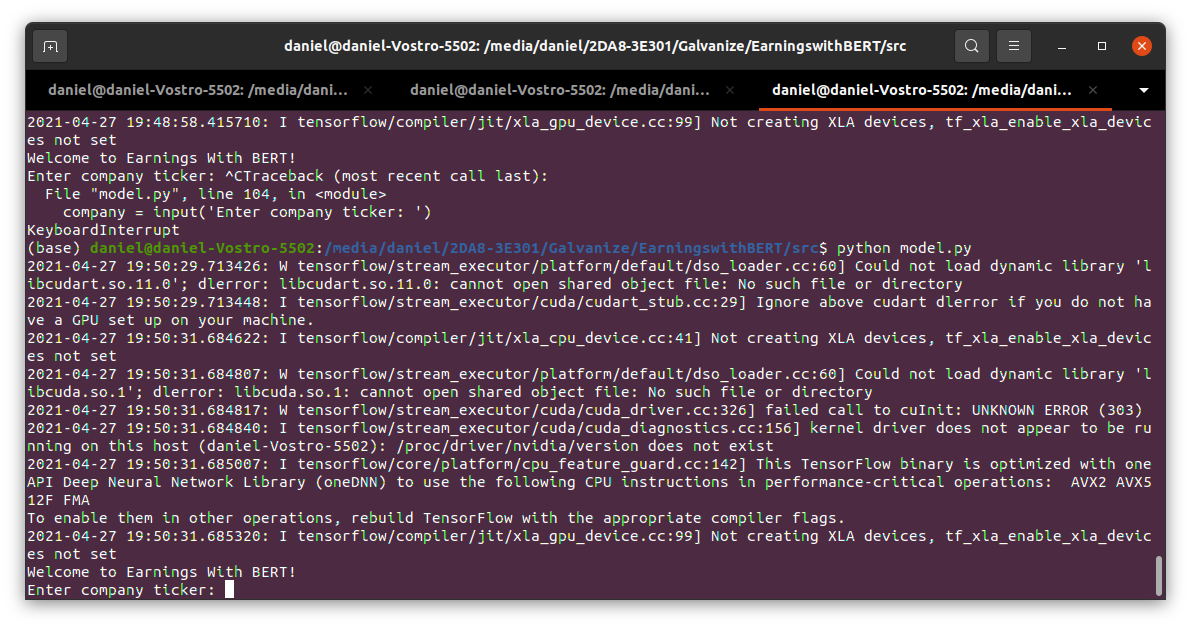 daniel@daniel-Vostro-5502: /media/daniel/2DA8-3E301/Galvanize/EarningswithBERT/src
daniel@daniel-Vostro-5502: /media/dani... daniel@daniel-Vostro-5502: /media/dani... daniel@daniel-Vostro-5502: /media/dani...
2021-04-27 19:48:58.415710: I tensorflow/compiler/jit/xla_gpu_device.cc:99] Not creating XLA devices, tf_xla_enable_xla_devic
es not set
Welcome to Earnings With BERT!
Enter company ticker: ^CTraceback (most recent call last):
  File "model.py", line 104, in <module>
    company = input('Enter company ticker: ')
KeyboardInterrupt
(base) daniel@daniel-Vostro-5502:/media/daniel/2DA8-3E301/Galvanize/EarningswithBERT/src$ python model.py
2021-04-27 19:50:29.713426: W tensorflow/stream_executor/platform/default/dso_loader.cc:60] Could not load dynamic library 'l
ibcudart.so.11.0'; dlerror: libcudart.so.11.0: cannot open shared object file: No such file or directory
2021-04-27 19:50:29.713448: I tensorflow/stream_executor/cuda/cudart_stub.cc:29] Ignore above cudart dlerror if you do not ha
ve a GPU set up on your machine.
2021-04-27 19:50:31.684622: I tensorflow/compiler/jit/xla_cpu_device.cc:41] Not creating XLA devices, tf_xla_enable_xla_devic
es not set
2021-04-27 19:50:31.684807: W tensorflow/stream_executor/platform/default/dso_loader.cc:60] Could not load dynamic library 'l
ibcuda.so.1'; dlerror: libcuda.so.1: cannot open shared object file: No such file or directory
2021-04-27 19:50:31.684817: W tensorflow/stream_executor/cuda/cuda_driver.cc:326] failed call to cuInit: UNKNOWN ERROR (303)
2021-04-27 19:50:31.684840: I tensorflow/stream_executor/cuda/cuda_diagnostics.cc:156] kernel driver does not appear to be ru
nning on this host (daniel-Vostro-5502): /proc/driver/nvidia/version does not exist
2021-04-27 19:50:31.685007: I tensorflow/core/platform/cpu_feature_guard.cc:142] This TensorFlow binary is optimized with one
API Deep Neural Network Library (oneDNN) to use the following CPU instructions in performance-critical operations:  AVX2 AVX5
12F FMA
To enable them in other operations, rebuild TensorFlow with the appropriate compiler flags.
2021-04-27 19:50:31.685320: I tensorflow/compiler/jit/xla_gpu_device.cc:99] Not creating XLA devices, tf_xla_enable_xla_devic
es not set
Welcome to Earnings With BERT!
Enter company ticker: